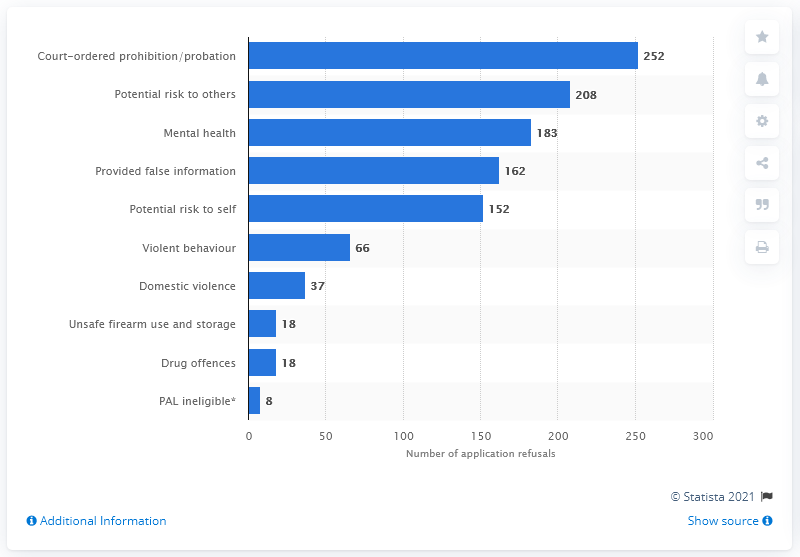 Court-ordered prohibition/probation 252
Potential risk to others 208
Mental health 183
Provided false information 162
Potential risk to self 152
Violent behaviour 66
Domestic violence 37
Unsafe firearm use and storage 18
Drug offences 18
PAL ineligible* 8
0 50 100 150 200 250 300
Number of application refusals
© Statista 2021
Additional Information Show source